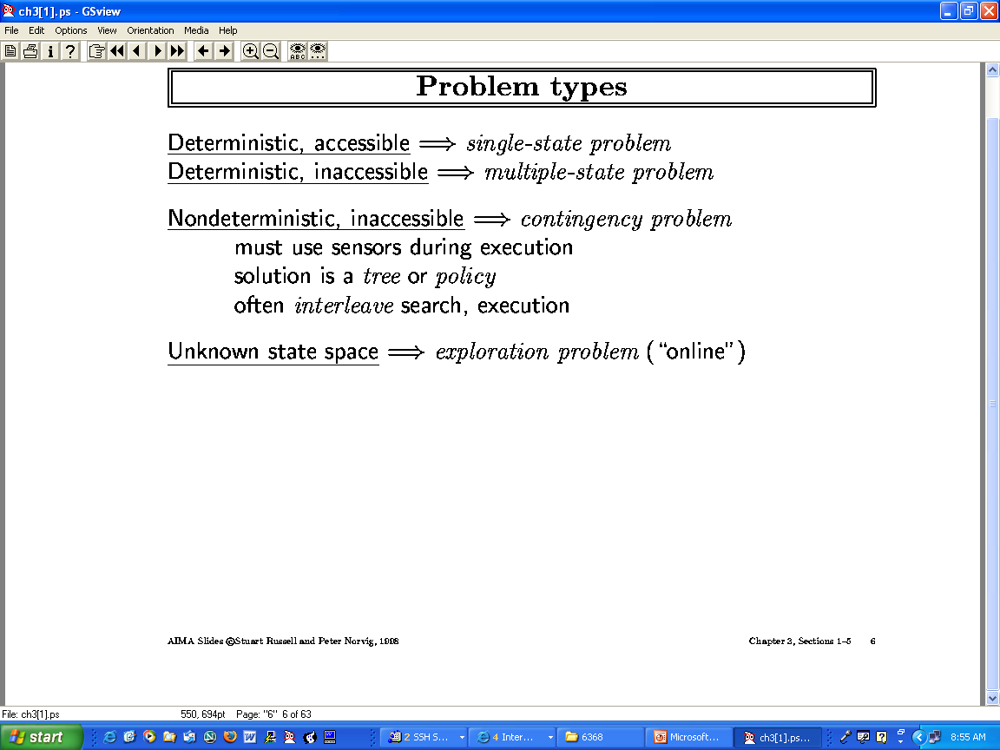 ch3[1].ps - GSview
File Edit Options View Orientation Media Help
Problem types
Deterministic, accessible ⟹ single-state problem
Deterministic, inaccessible ⟹ multiple-state problem
Nondeterministic, inaccessible ⟹ contingency problem
must use sensors during execution
solution is a tree or policy
often interleave search, execution
Unknown state space ⟹ exploration problem (“online”)
AIMA Slides ©Stuart Russell and Peter Norvig, 1998 Chapter 3, Sections 1–5 6
File: ch3[1].ps 550, 694pt Page: "6" 6 of 63
start 2 SSH S... 4 Inter... 6368 Microsoft... ch3[1].ps... 8:55 AM